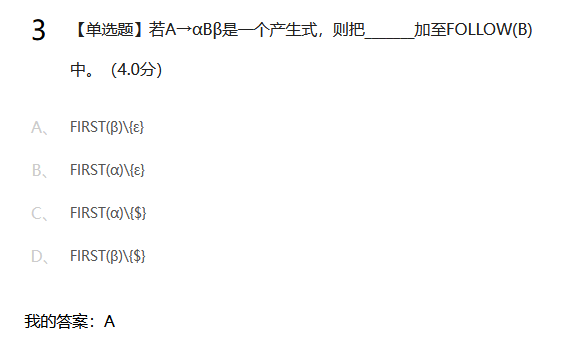 3 【单选题】若A→αBβ是一个产生式，则把______加至FOLLOW(B)
中。（4.0分）
A、 FIRST(β)\{ε}
B、 FIRST(α)\{ε}
C、 FIRST(α)\{$}
D、 FIRST(β)\{$}
我的答案：A